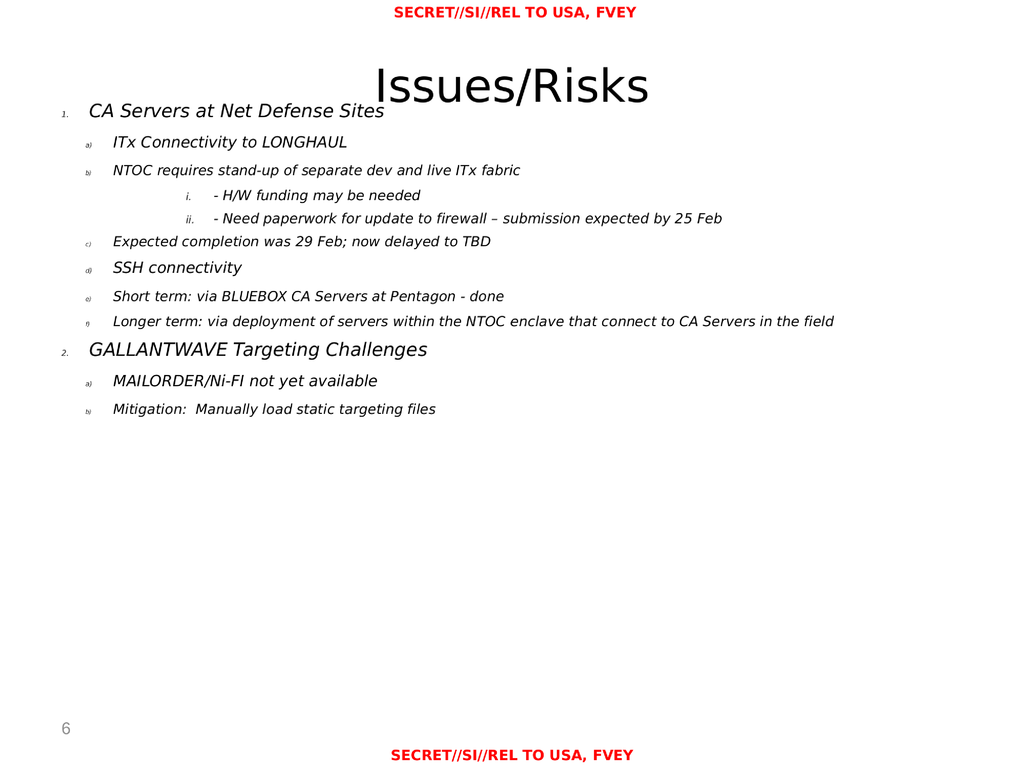 SECRET//SI//REL TO USA, FVEY
Issues/Risks
1. CA Servers at Net Defense Sites
a) ITx Connectivity to LONGHAUL
b) NTOC requires stand-up of separate dev and live ITx fabric
i. - H/W funding may be needed
ii. - Need paperwork for update to firewall – submission expected by 25 Feb
c) Expected completion was 29 Feb; now delayed to TBD
d) SSH connectivity
e) Short term: via BLUEBOX CA Servers at Pentagon - done
f) Longer term: via deployment of servers within the NTOC enclave that connect to CA Servers in the field
2. GALLANTWAVE Targeting Challenges
a) MAILORDER/Ni-FI not yet available
b) Mitigation:  Manually load static targeting files
6
SECRET//SI//REL TO USA, FVEY